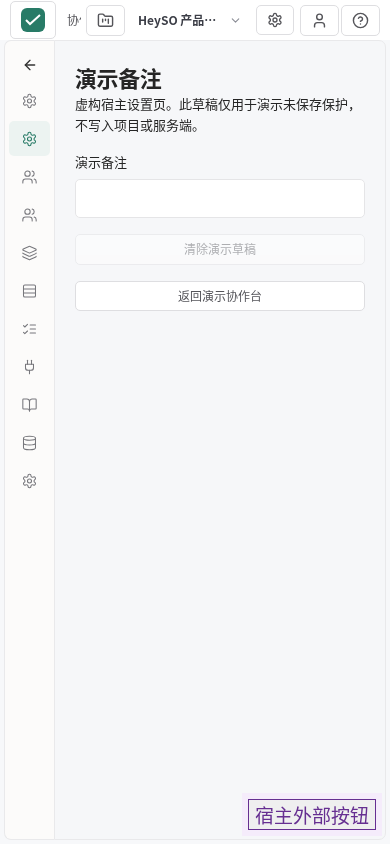 协
HeySO 产品…
演示备注
虚构宿主设置页。此草稿仅用于演示未保存保护，
不写入项目或服务端。
演示备注
清除演示草稿
返回演示协作台
宿主外部按钮